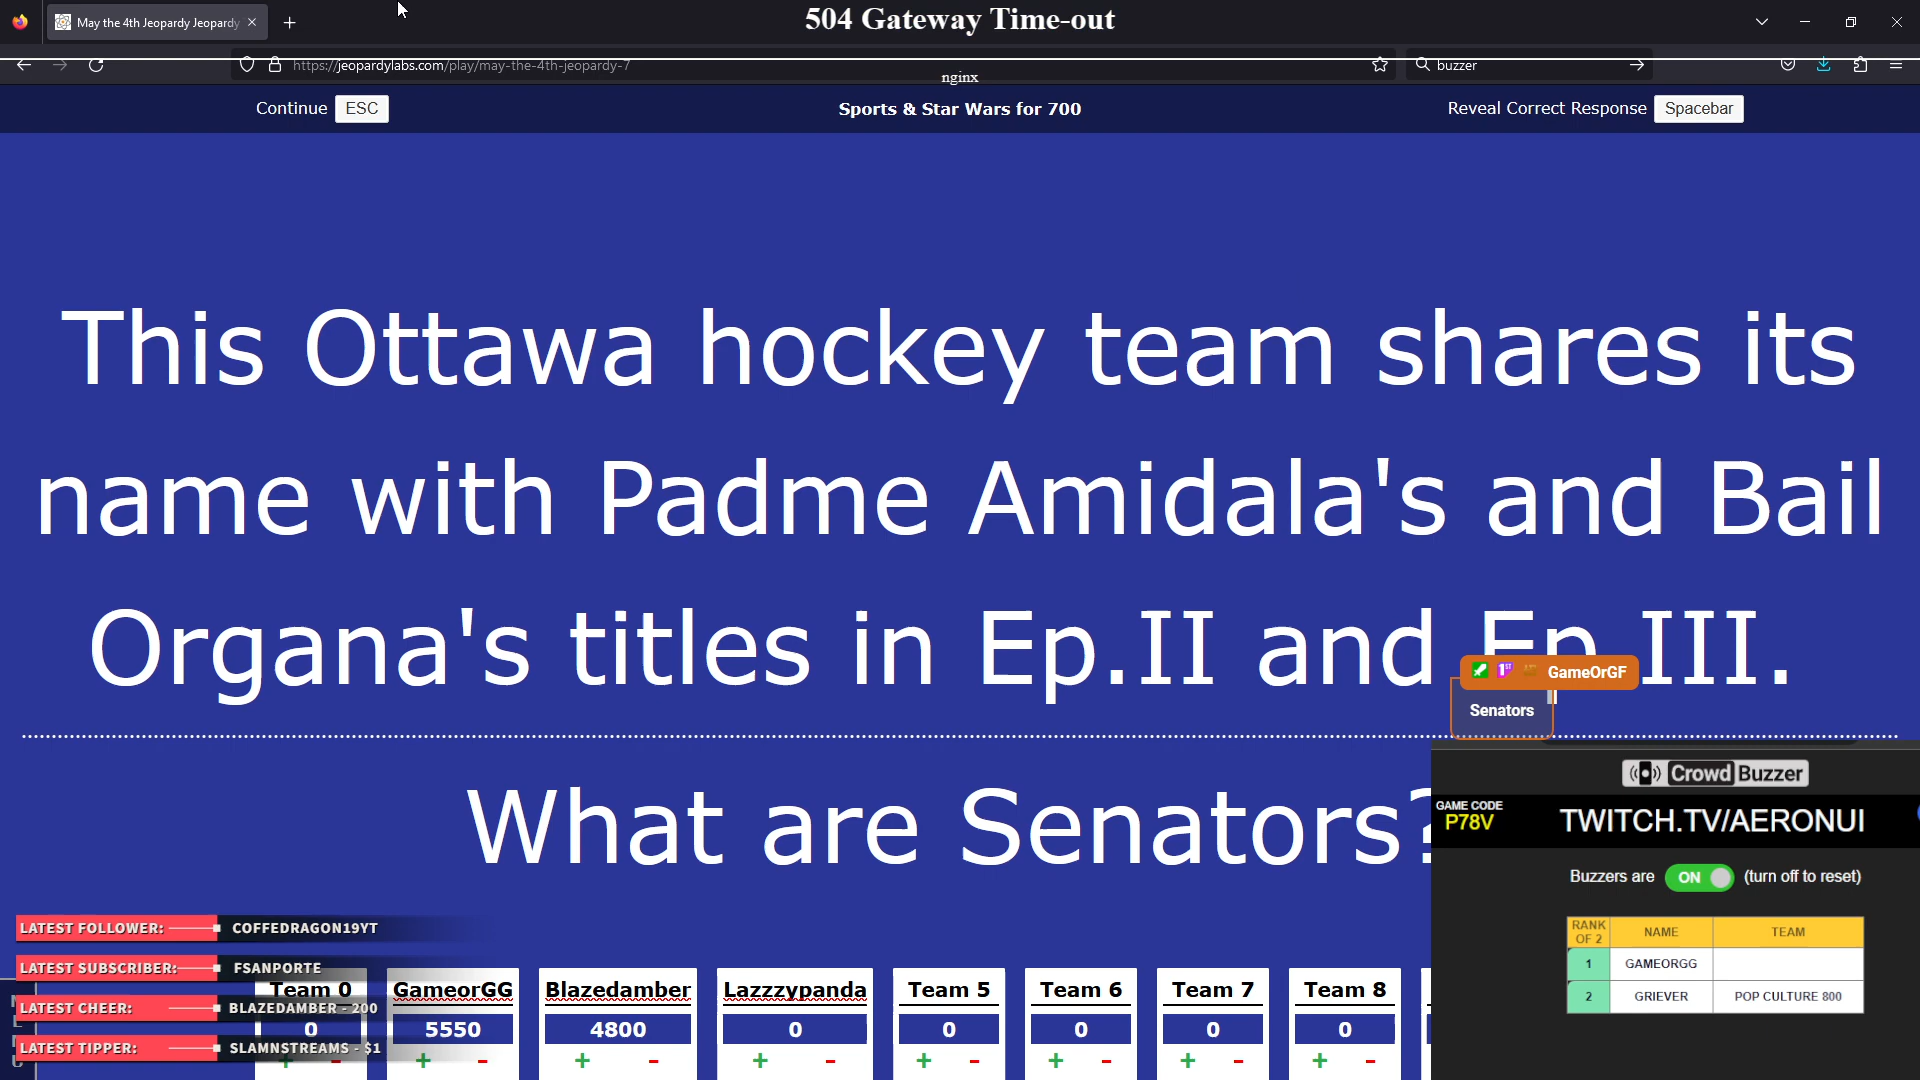 May the 4th Jeopardy Jeopardy
504 Gateway Time-out
https://jeopardylabs.com/play/may-the-4th-jeopardy-7
buzzer
nginx
Continue ESC
Sports & Star Wars for 700
Reveal Correct Response Spacebar
This Ottawa hockey team shares its
name with Padme Amidala's and Bail
Organa's titles in Ep.II and Ep.III.
GameOrGF
Senators
What are Senators?
CrowdBuzzer
GAME CODE
P78V
TWITCH.TV/AERONUI
Buzzers are ON (turn off to reset)
RANK OF 2 NAME TEAM
1 GAMEORGG
2 GRIEVER POP CULTURE 800
LATEST FOLLOWER: COFFEDRAGON19YT
LATEST SUBSCRIBER: FSANPORTE
LATEST CHEER: BLAZEDAMBER - 200
LATEST TIPPER: SLAMNSTREAMS - $1
Team 0 GameorGG Blazedamber Lazzzypanda Team 5 Team 6 Team 7 Team 8
0 5550 4800 0 0 0 0 0
+ - + - + - + - + - + - + - + -